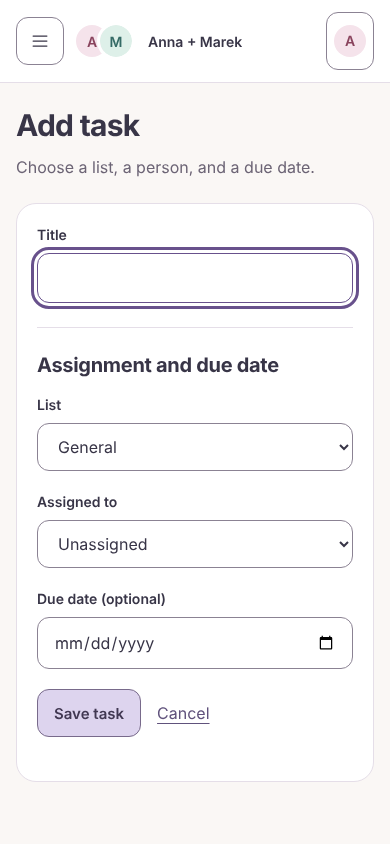 A M Anna + Marek A
Add task
Choose a list, a person, and a due date.
Title
Assignment and due date
List
General
Assigned to
Unassigned
Due date (optional)
mm/dd/yyyy
Save task Cancel